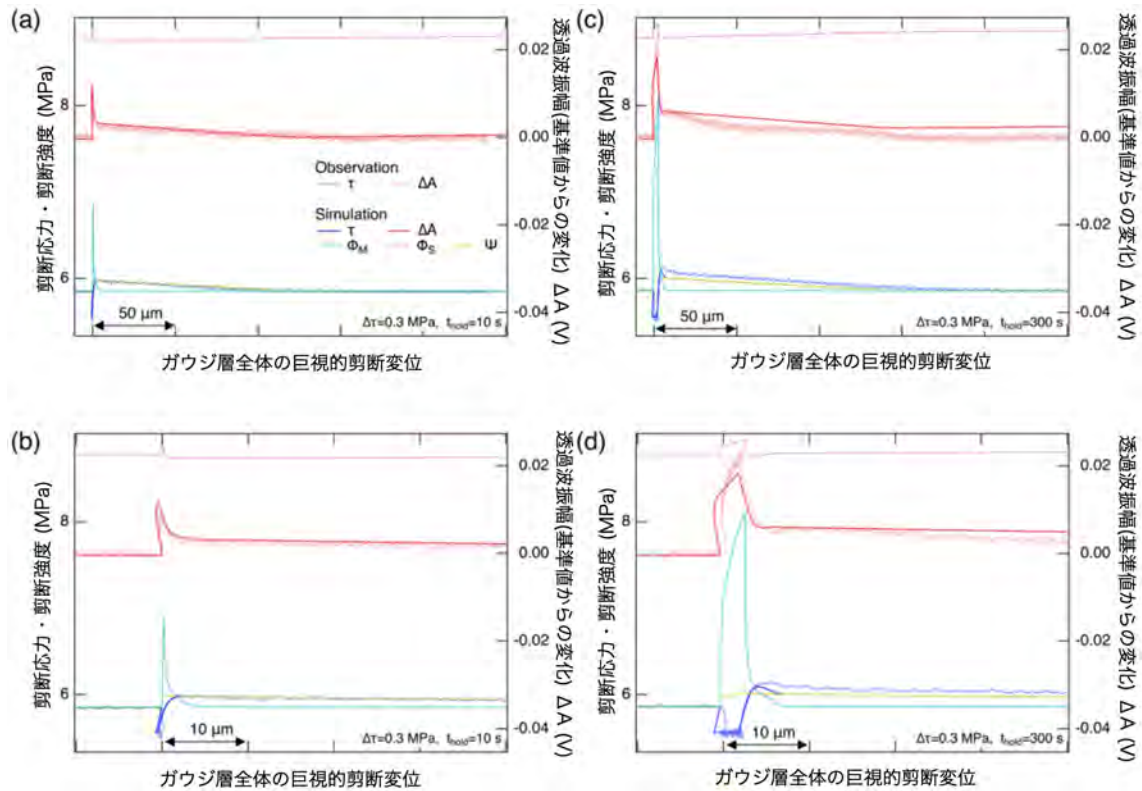 (a)
剪断応力・剪断強度 (MPa)
8
6
0.02
0.00
-0.02
-0.04
透過波振幅(基準値からの変化) ΔA (V)
Observation
τ ΔA
Simulation
τ ΔA
Φ_M Φ_S Ψ
50 μm
Δτ=0.3 MPa, t_hold=10 s
ガウジ層全体の巨視的剪断変位
(c)
剪断応力・剪断強度 (MPa)
8
6
0.02
0.00
-0.02
-0.04
透過波振幅(基準値からの変化) ΔA (V)
50 μm
Δτ=0.3 MPa, t_hold=300 s
ガウジ層全体の巨視的剪断変位
(b)
剪断応力・剪断強度 (MPa)
8
6
0.02
0.00
-0.02
-0.04
透過波振幅(基準値からの変化) ΔA (V)
10 μm
Δτ=0.3 MPa, t_hold=10 s
ガウジ層全体の巨視的剪断変位
(d)
剪断応力・剪断強度 (MPa)
8
6
0.02
0.00
-0.02
-0.04
透過波振幅(基準値からの変化) ΔA (V)
10 μm
Δτ=0.3 MPa, t_hold=300 s
ガウジ層全体の巨視的剪断変位